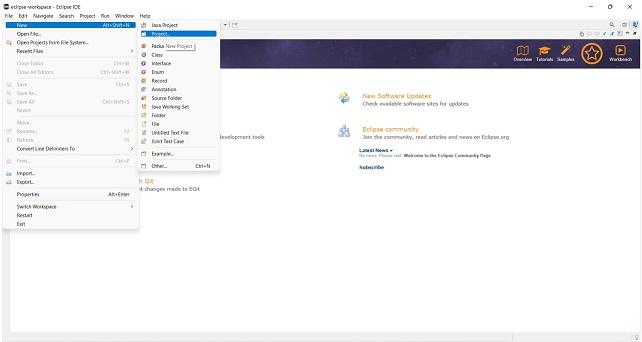 eclipse-workspace - Eclipse IDE
File Edit Navigate Search Project Run Window Help
New Alt+Shift+N
Open File...
Open Projects from File System...
Recent Files
Close Editor Ctrl+W
Close All Editors Ctrl+Shift+W
Save Ctrl+S
Save As...
Save All Ctrl+Shift+S
Revert
Move...
Rename... F2
Refresh F5
Convert Line Delimiters To
Print... Ctrl+P
Import...
Export...
Properties Alt+Enter
Switch Workspace
Restart
Exit
Java Project
Project...
Packa New Project
Class
Interface
Enum
Record
Annotation
Source Folder
Java Working Set
Folder
File
Untitled Text File
JUnit Test Case
Example...
Other... Ctrl+N
Overview Tutorials Samples Workbench
New Software Updates
Check available software sites for updates
Eclipse community
Join the community, read articles and news on Eclipse.org
Latest News
No news. Please visit Welcome to the Eclipse Community Page
Subscribe
evelopment tools
h Git
t changes made to EGit